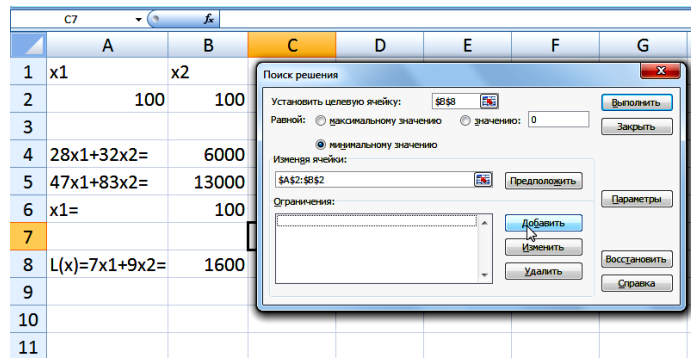 C7 fx
A B C D E F G
1 x1 x2
2 100 100
3
4 28x1+32x2= 6000
5 47x1+83x2= 13000
6 x1= 100
7
8 L(x)=7x1+9x2= 1600
9
10
11
Поиск решения
Установить целевую ячейку: $B$8 Выполнить
Равной: максимальному значению значению: 0 Закрыть
минимальному значению
Изменяя ячейки:
$A$2:$B$2 Предположить
Ограничения: Параметры
Добавить
Изменить
Удалить Восстановить
Справка